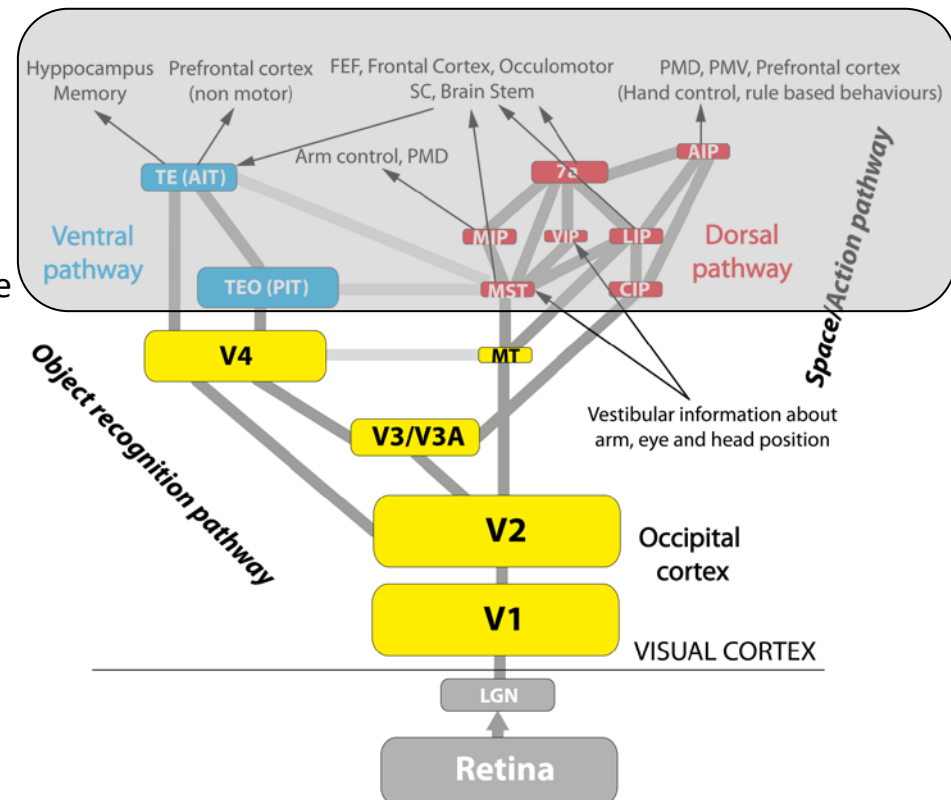 Hyppocampus
Memory
Prefrontal cortex
(non motor)
FEF, Frontal Cortex, Occulomotor
SC, Brain Stem
PMD, PMV, Prefrontal cortex
(Hand control, rule based behaviours)
Arm control, PMD
TE (AIT)
7a
AIP
Ventral
pathway
MIP
VIP
LIP
Dorsal
pathway
Space/Action pathway
TEO (PIT)
MST
CIP
e
V4
MT
Object recognition pathway
Vestibular information about
arm, eye and head position
V3/V3A
V2
Occipital
cortex
V1
VISUAL CORTEX
LGN
Retina